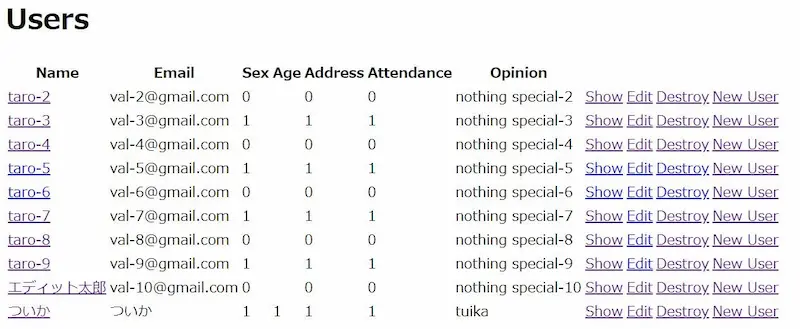 Users
Name Email Sex Age Address Attendance Opinion
taro-2 val-2@gmail.com 0 0 0 nothing special-2 Show Edit Destroy New User
taro-3 val-3@gmail.com 1 1 1 nothing special-3 Show Edit Destroy New User
taro-4 val-4@gmail.com 0 0 0 nothing special-4 Show Edit Destroy New User
taro-5 val-5@gmail.com 1 1 1 nothing special-5 Show Edit Destroy New User
taro-6 val-6@gmail.com 0 0 0 nothing special-6 Show Edit Destroy New User
taro-7 val-7@gmail.com 1 1 1 nothing special-7 Show Edit Destroy New User
taro-8 val-8@gmail.com 0 0 0 nothing special-8 Show Edit Destroy New User
taro-9 val-9@gmail.com 1 1 1 nothing special-9 Show Edit Destroy New User
エディット太郎 val-10@gmail.com 0 0 0 nothing special-10 Show Edit Destroy New User
ついか ついか 1 1 1 1 tuika Show Edit Destroy New User